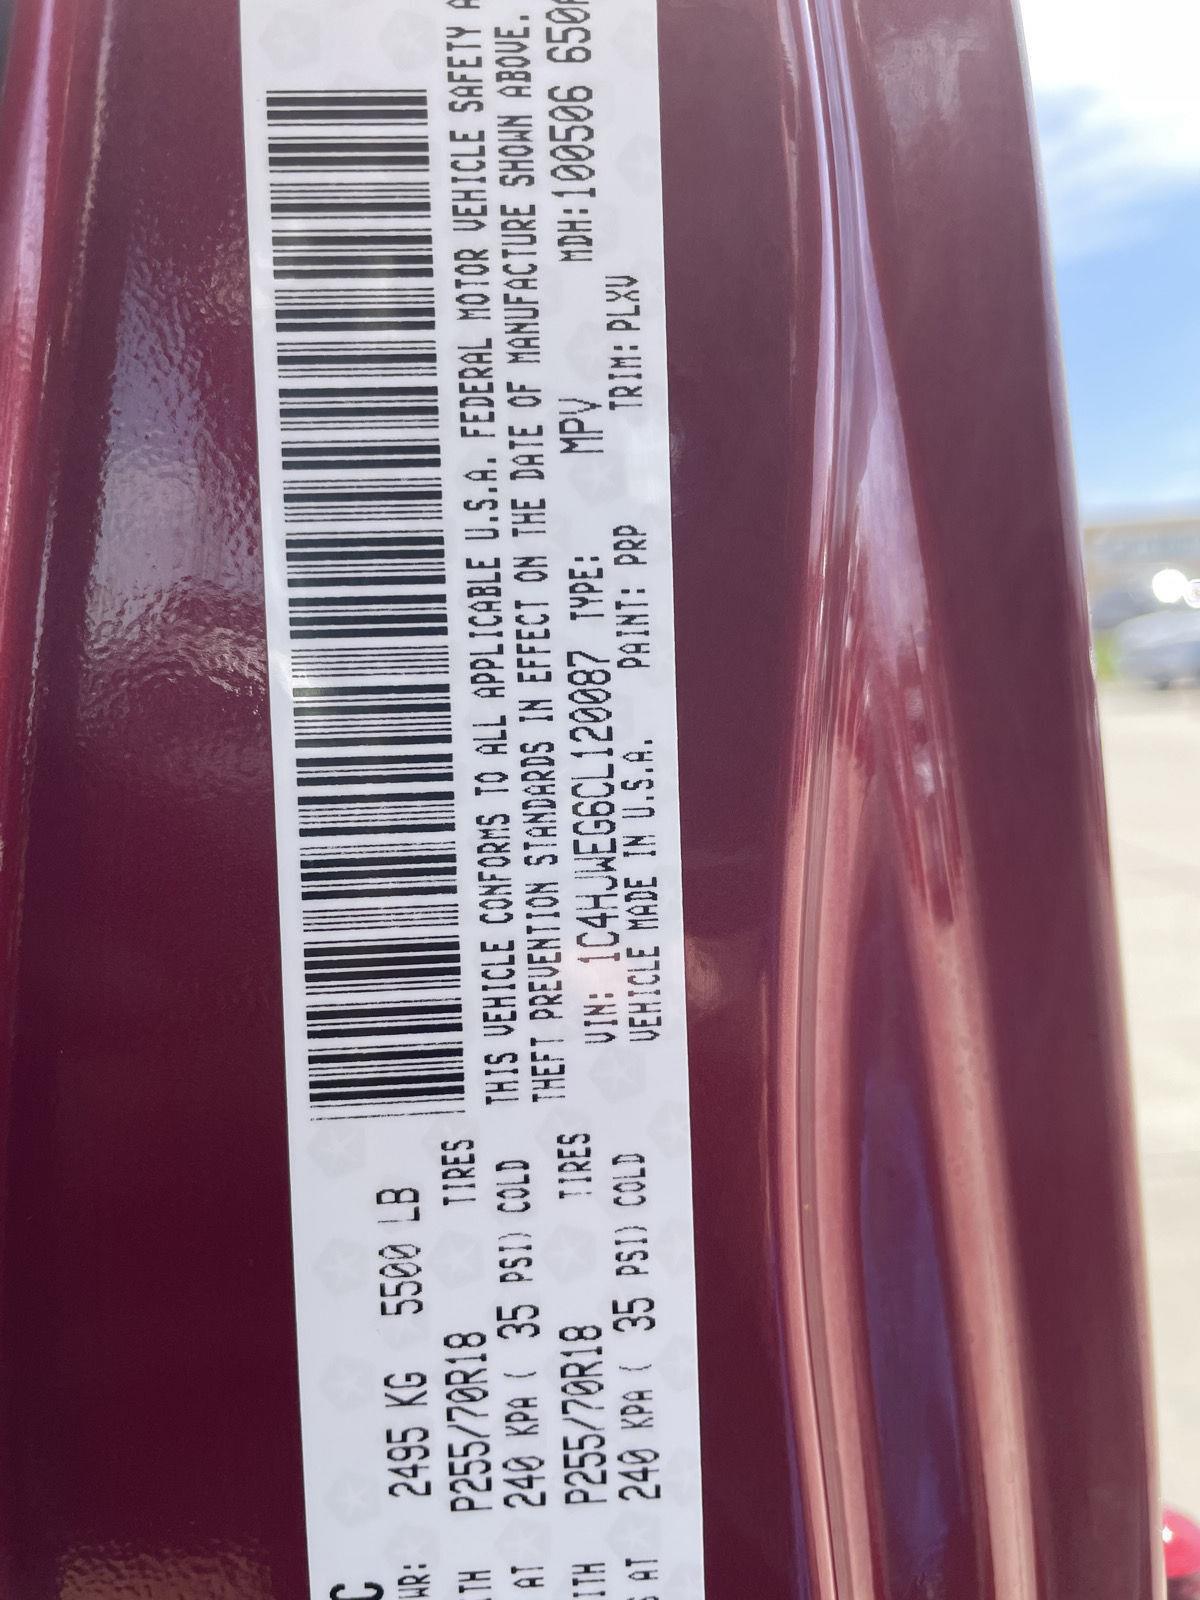 C
WR: 2495 KG 5500 LB
ITH P255/70R18 TIRES
AT 240 KPA ( 35 PSI) COLD
ITH P255/70R18 TIRES
S AT 240 KPA ( 35 PSI) COLD
THIS VEHICLE CONFORMS TO ALL APPLICABLE U.S.A. FEDERAL MOTOR VEHICLE SAFETY A
THEFT PREVENTION STANDARDS IN EFFECT ON THE DATE OF MANUFACTURE SHOWN ABOVE.
VIN: 1C4HJWEG6CL120087 TYPE: MPV MDH:100506 650
VEHICLE MADE IN U.S.A. PAINT: PRP TRIM:PLXV